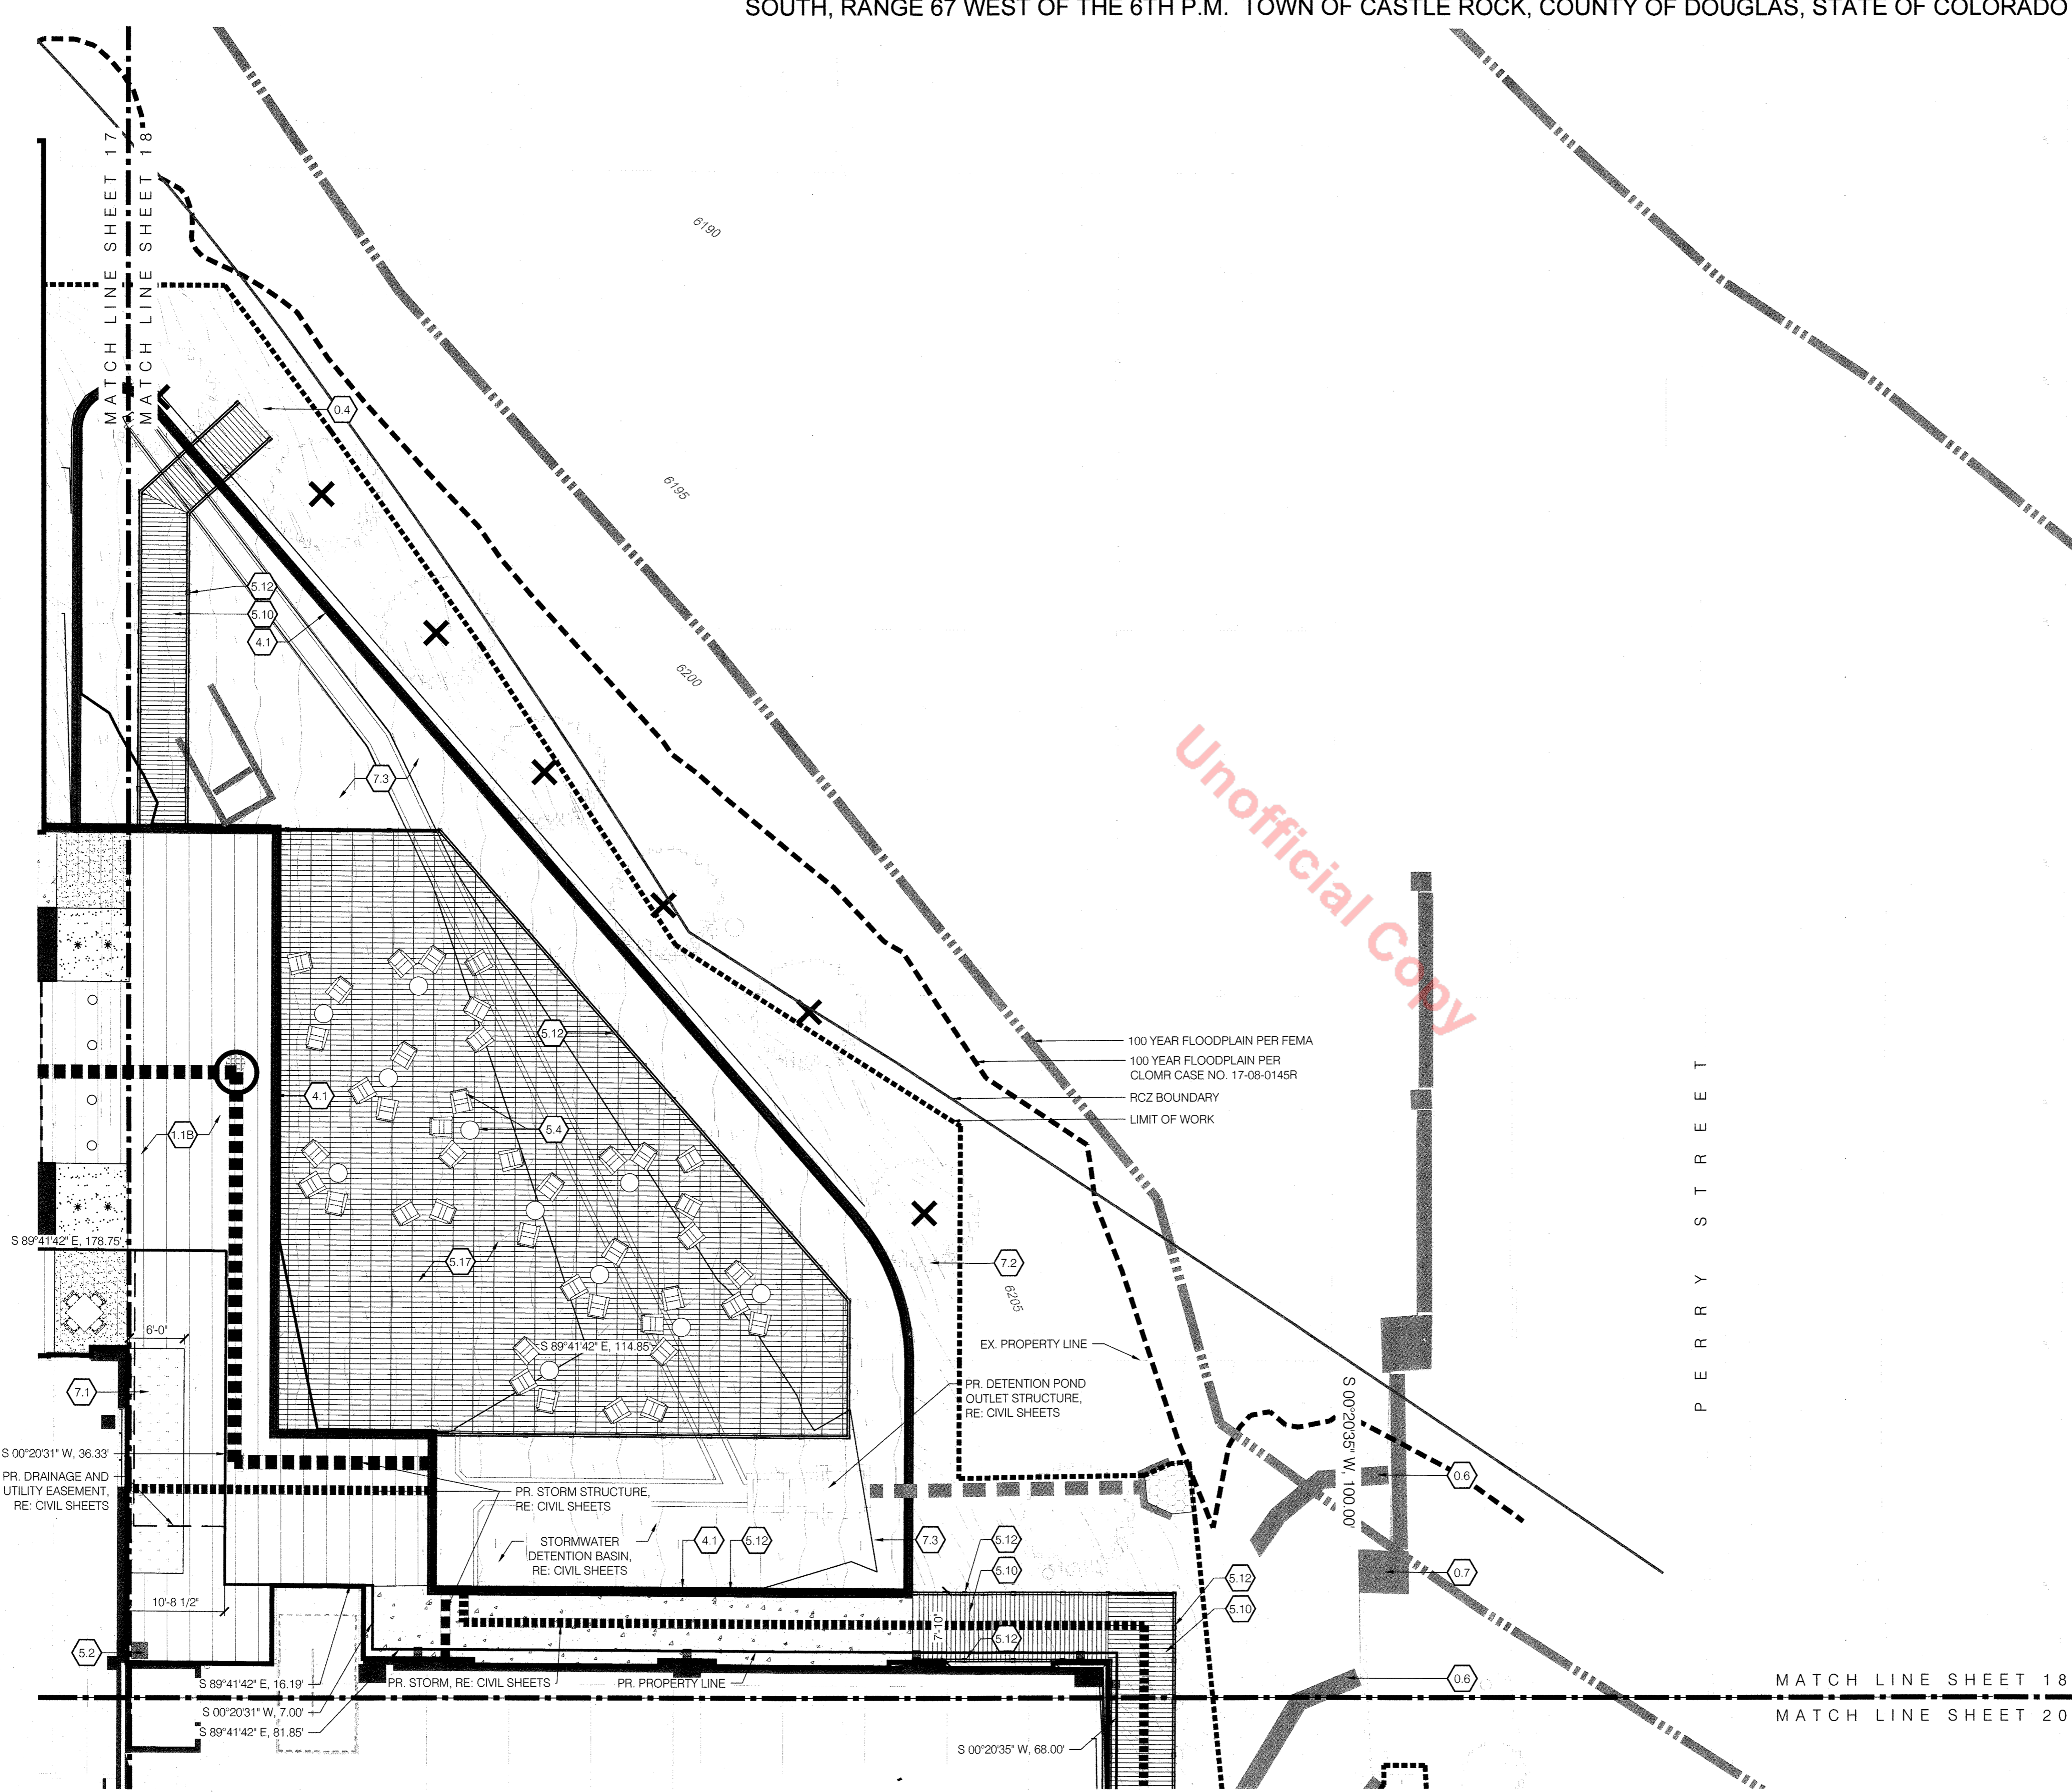 SOUTH, RANGE 67 WEST OF THE 6TH P.M. TOWN OF CASTLE ROCK, COUNTY OF DOUGLAS, STATE OF COLORADO
MATCH LINE SHEET 17
MATCH LINE SHEET 18
6190
0.4
6195
5.12
5.10
4.1
6200
7.3
Unofficial Copy
5.12
100 YEAR FLOODPLAIN PER FEMA
100 YEAR FLOODPLAIN PER
CLOMR CASE NO. 17-08-0145R
RCZ BOUNDARY
LIMIT OF WORK
4.1
5.4
1.1B
PERRY STREET
S 89°41'42" E, 178.75'
5.17
7.2
6205
6'-0"
S 89°41'42" E, 114.85'
EX. PROPERTY LINE
7.1
PR. DETENTION POND
OUTLET STRUCTURE,
RE: CIVIL SHEETS
S 00°20'35" W, 100.00'
S 00°20'31" W, 36.33'
PR. DRAINAGE AND
UTILITY EASEMENT,
RE: CIVIL SHEETS
0.6
PR. STORM STRUCTURE,
RE: CIVIL SHEETS
STORMWATER
DETENTION BASIN,
RE: CIVIL SHEETS
4.1
5.12
7.3
5.12
5.10
5.12
5.10
0.7
10'-8 1/2"
7'-10"
5.12
5.2
S 89°41'42" E, 16.19'
PR. STORM, RE: CIVIL SHEETS
PR. PROPERTY LINE
0.6
MATCH LINE SHEET 18
MATCH LINE SHEET 20
S 00°20'31" W, 7.00'
S 89°41'42" E, 81.85'
S 00°20'35" W, 68.00'